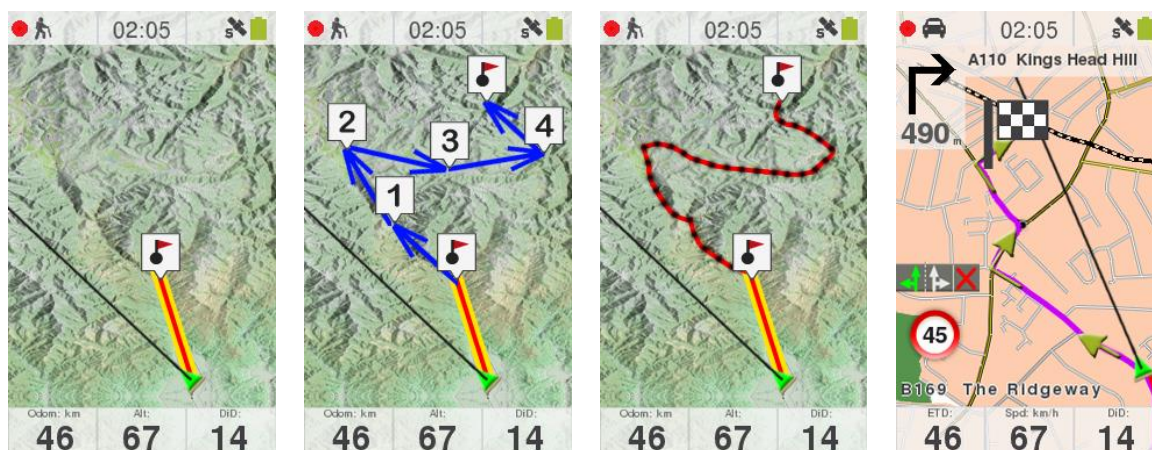 02:05
S
Odom: km Alt: DiD:
46 67 14
02:05
S
2
3
4
1
Odom: km Alt: DiD:
46 67 14
02:05
S
Odom: km Alt: DiD:
46 67 14
02:05
S
A110 Kings Head Hill
490 m
45
B169 The Ridgeway
ETD: Spd: km/h DiD:
46 67 14